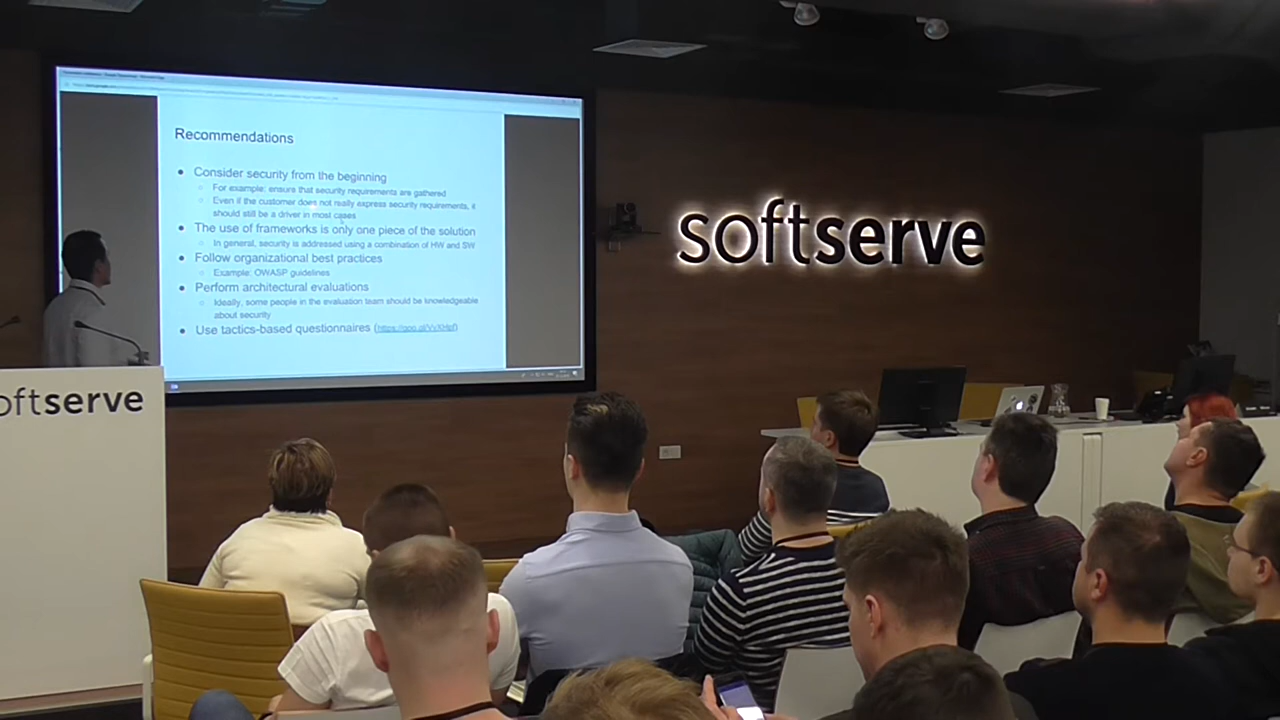 Recommendations
● Consider security from the beginning
○ For example: ensure that security requirements are gathered
○ Even if the customer does not really express security requirements, it
should still be a driver in most cases
● The use of frameworks is only one piece of the solution
○ In general, security is addressed using a combination of HW and SW
● Follow organizational best practices
○ Example: OWASP guidelines
● Perform architectural evaluations
○ Ideally, some people in the evaluation team should be knowledgeable
about security
● Use tactics-based questionnaires
softserve
oftserve